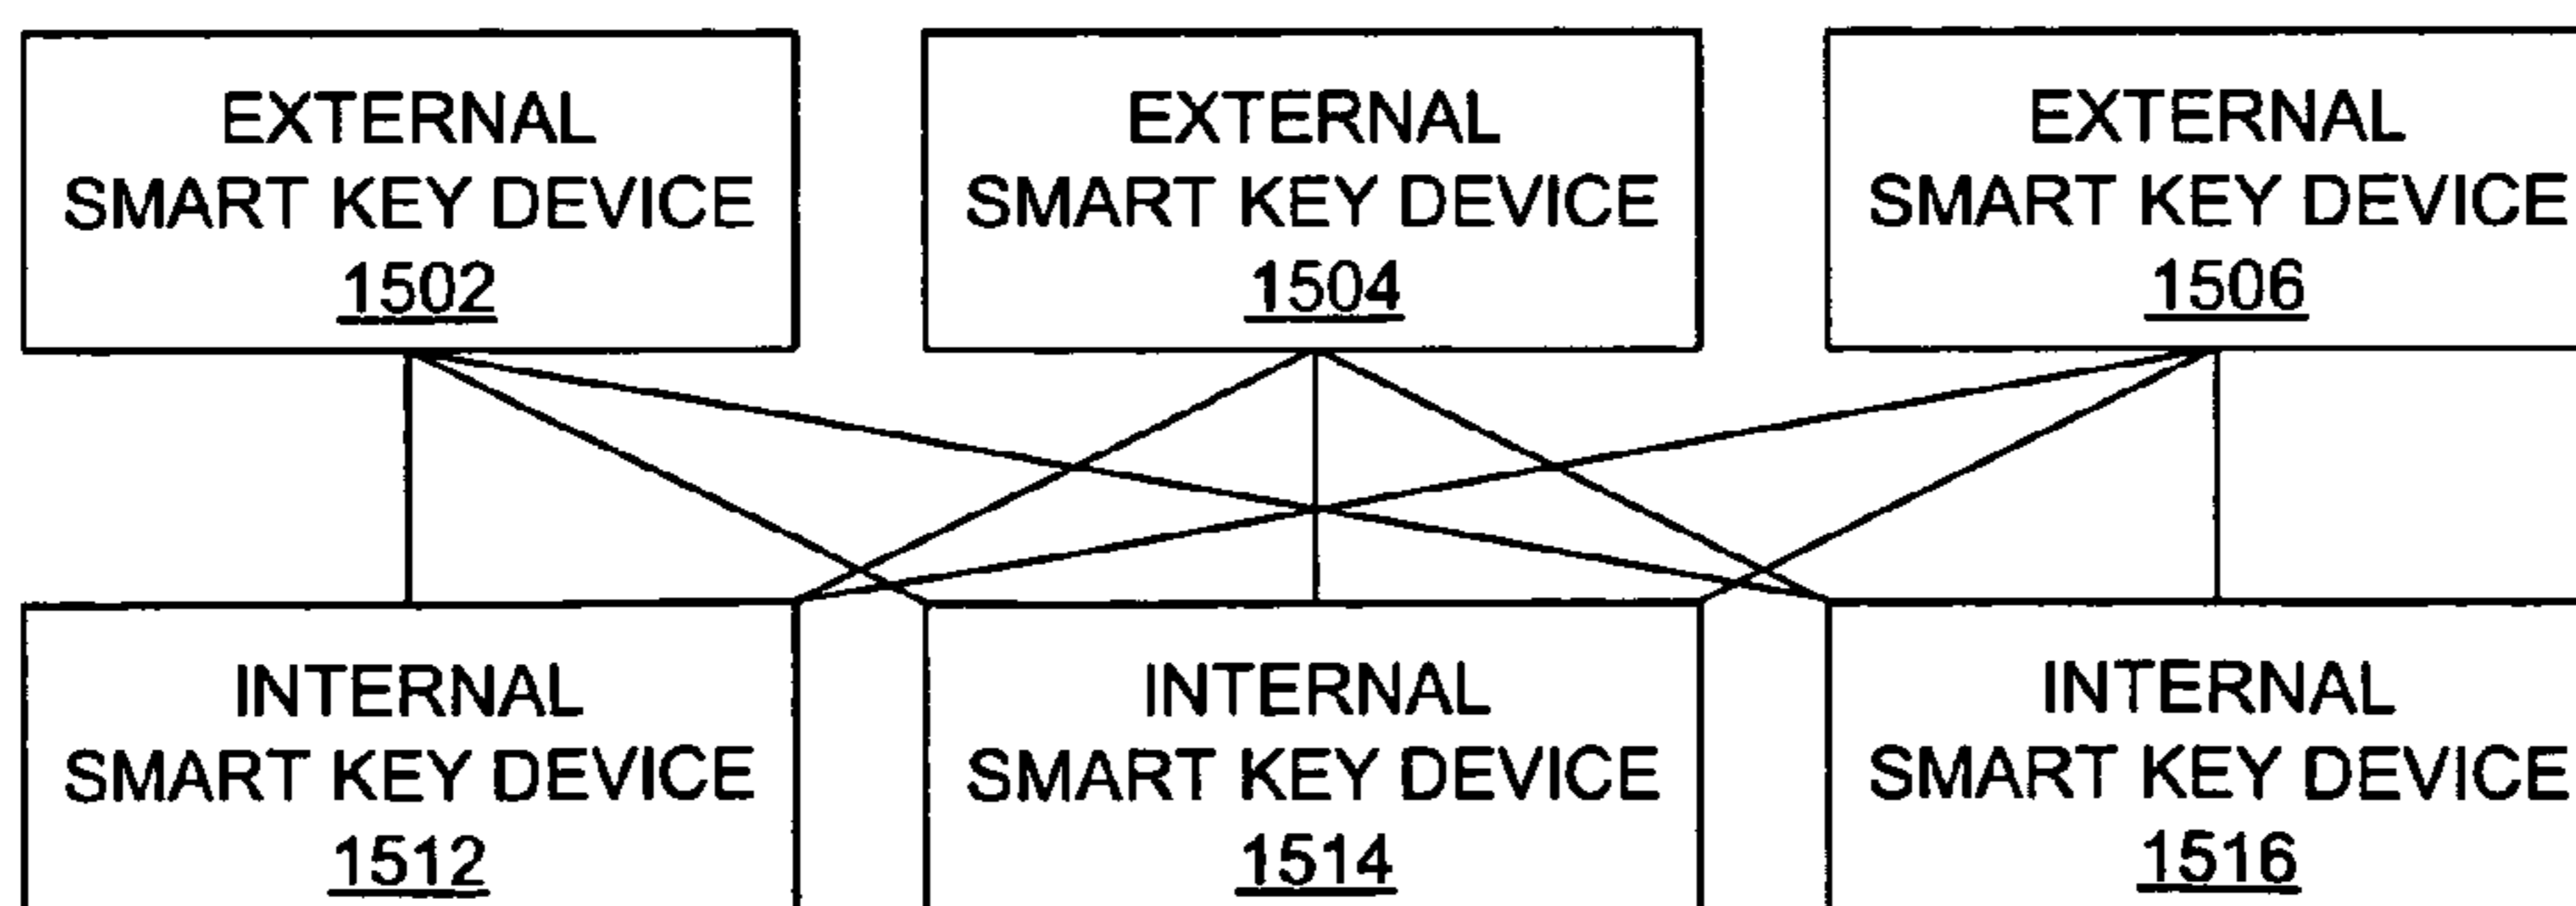 EXTERNAL
SMART KEY DEVICE
1502
EXTERNAL
SMART KEY DEVICE
1504
EXTERNAL
SMART KEY DEVICE
1506
INTERNAL
SMART KEY DEVICE
1512
INTERNAL
SMART KEY DEVICE
1514
INTERNAL
SMART KEY DEVICE
1516